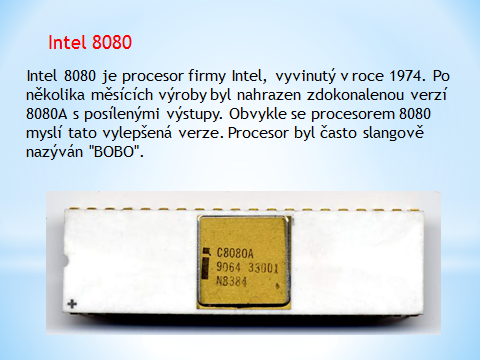 Intel 8080
Intel 8080 je procesor firmy Intel, vyvinutý v roce 1974. Po
několika měsících výroby byl nahrazen zdokonalenou verzí
8080A s posílenými výstupy. Obvykle se procesorem 8080
myslí tato vylepšená verze. Procesor byl často slangově
nazýván "BOBO".
C8080A
9064 33001
N8384